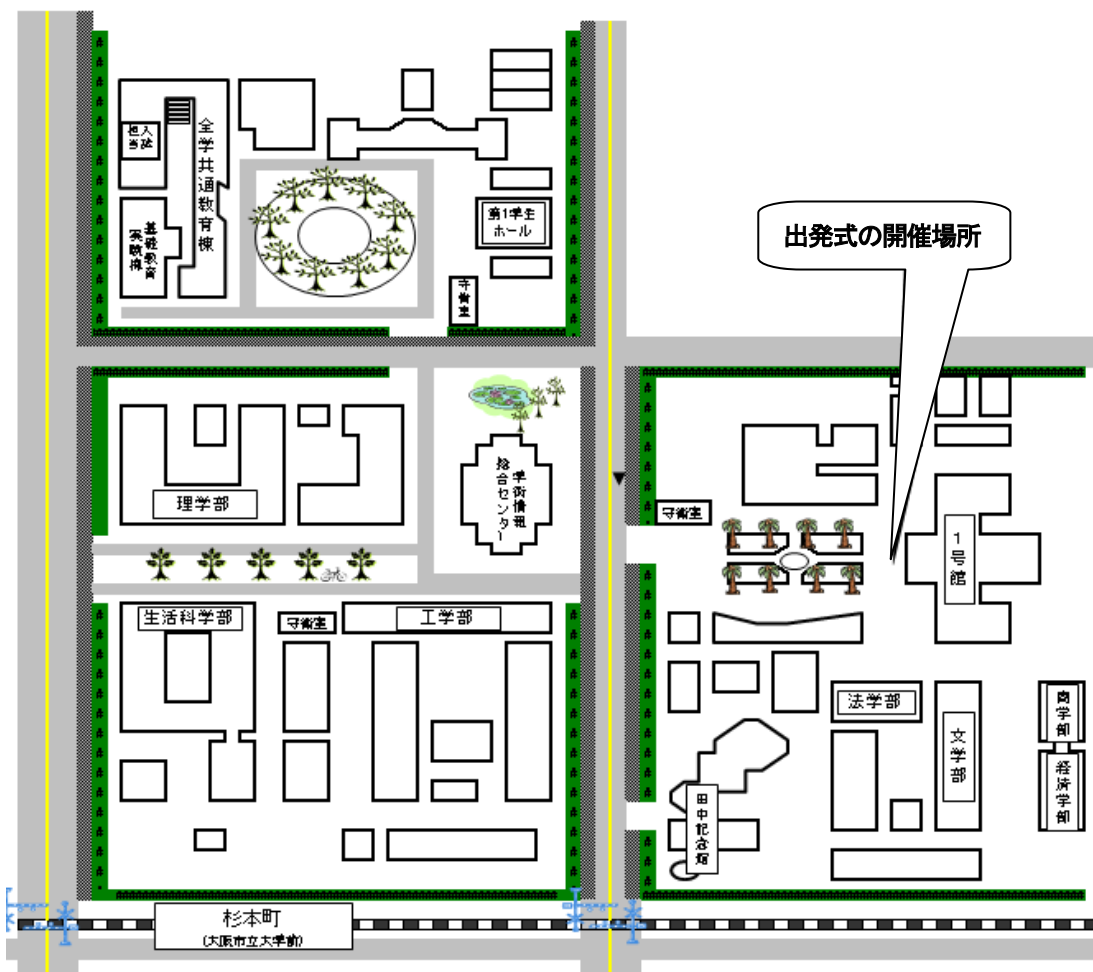 入試
担当
全学共通教育棟
基礎教育
実験棟
第1学生
ホール
守衛室
出発式の開催場所
理学部
学術情報
総合センター
守衛室
1号館
生活科学部
守衛室
工学部
法学部
文学部
商学部
経済学部
田中記念館
杉本町
(大阪市立大学前)